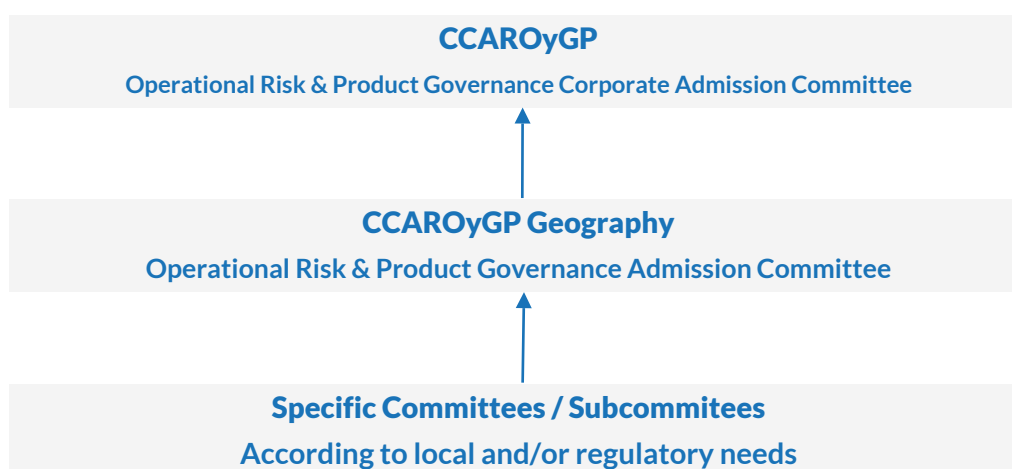 CCAROyGP
Operational Risk & Product Governance Corporate Admission Committee
CCAROyGP Geography
Operational Risk & Product Governance Admission Committee
Specific Committees / Subcommitees
According to local and/or regulatory needs